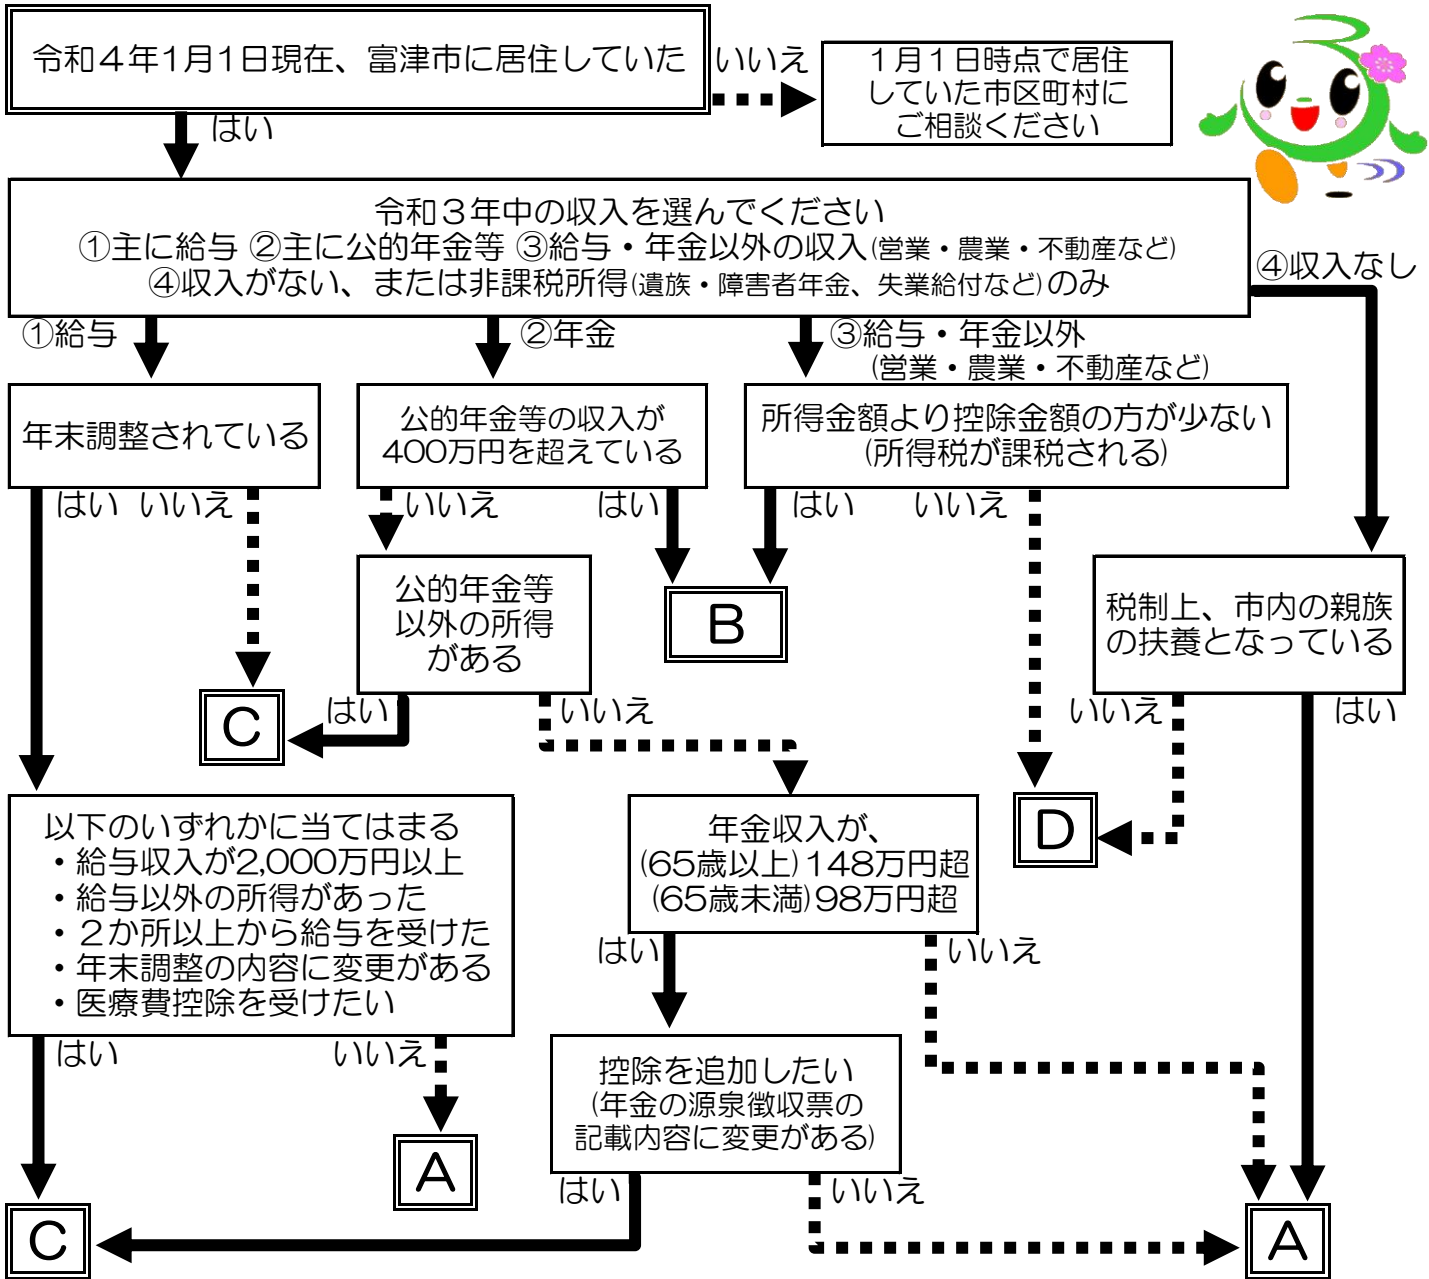 令和４年1月1日現在、富津市に居住していた
いいえ
１月１日時点で居住
していた市区町村に
ご相談ください
はい
令和３年中の収入を選んでください
①主に給与 ②主に公的年金等 ③給与・年金以外の収入(営業・農業・不動産など)
④収入がない、または非課税所得(遺族・障害者年金、失業給付など)のみ
④収入なし
①給与
②年金
③給与・年金以外
(営業・農業・不動産など)
年末調整されている
公的年金等の収入が
400万円を超えている
所得金額より控除金額の方が少ない
(所得税が課税される)
はい いいえ
いいえ はい
はい いいえ
公的年金等
以外の所得
がある
B
税制上、市内の親族
の扶養となっている
C
はい
いいえ
いいえ
はい
以下のいずれかに当てはまる
・給与収入が2,000万円以上
・給与以外の所得があった
・２か所以上から給与を受けた
・年末調整の内容に変更がある
・医療費控除を受けたい
年金収入が、
(65歳以上)148万円超
(65歳未満)98万円超
D
はい
いいえ
はい
いいえ
控除を追加したい
(年金の源泉徴収票の
記載内容に変更がある)
A
はい
いいえ
C
A